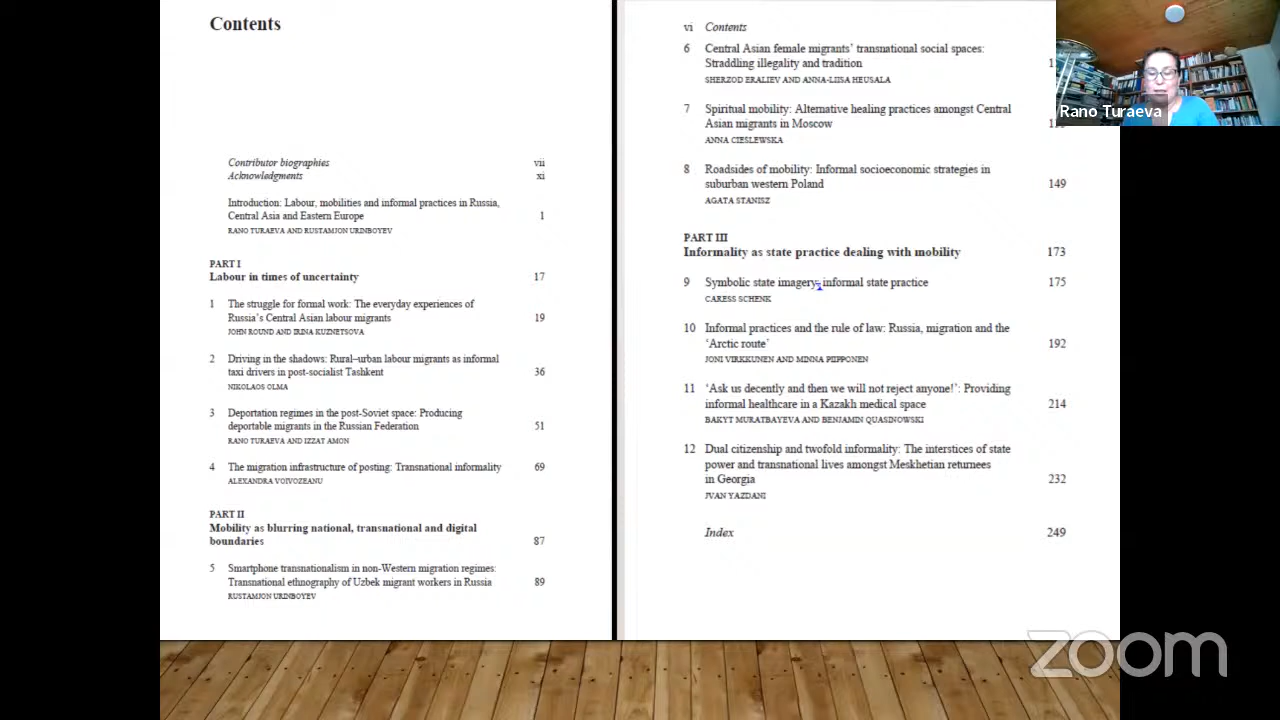 Contents
Contributor biographies vii
Acknowledgments xi
Introduction: Labour, mobilities and informal practices in Russia,
Central Asia and Eastern Europe 1
RANO TURAEVA AND RUSTAMJON URINBOYEV
PART I
Labour in times of uncertainty 17
1 The struggle for formal work: The everyday experiences of
Russia's Central Asian labour migrants 19
JOHN ROUND AND IRINA KUZNETSOVA
2 Driving in the shadows: Rural–urban labour migrants as informal
taxi drivers in post-socialist Tashkent 36
NIKOLAOS OLMA
3 Deportation regimes in the post-Soviet space: Producing
deportable migrants in the Russian Federation 51
RANO TURAEVA AND IZZAT AMON
4 The migration infrastructure of posting: Transnational informality 69
ALEXANDRA VOIVOZEANU
PART II
Mobility as blurring national, transnational and digital
boundaries 87
5 Smartphone transnationalism in non-Western migration regimes:
Transnational ethnography of Uzbek migrant workers in Russia 89
RUSTAMJON URINBOYEV
vi Contents
6 Central Asian female migrants' transnational social spaces:
Straddling illegality and tradition
SHERZOD ERALIEV AND ANNA-LIISA HEUSALA
7 Spiritual mobility: Alternative healing practices amongst Central
Asian migrants in Moscow
ANNA CIESLEWSKA
8 Roadsides of mobility: Informal socioeconomic strategies in
suburban western Poland 149
AGATA STANISZ
PART III
Informality as state practice dealing with mobility 173
9 Symbolic state imagery, informal state practice 175
CARESS SCHENK
10 Informal practices and the rule of law: Russia, migration and the
‘Arctic route’ 192
JONI VIRKKUNEN AND MINNA PIIPPONEN
11 ‘Ask us decently and then we will not reject anyone!’: Providing
informal healthcare in a Kazakh medical space 214
BAKYT MURATBAYEVA AND BENJAMIN QUASINOWSKI
12 Dual citizenship and twofold informality: The interstices of state
power and transnational lives amongst Meskhetian returnees
in Georgia 232
IVAN YAZDANI
Index 249
Rano Turaeva
zoom